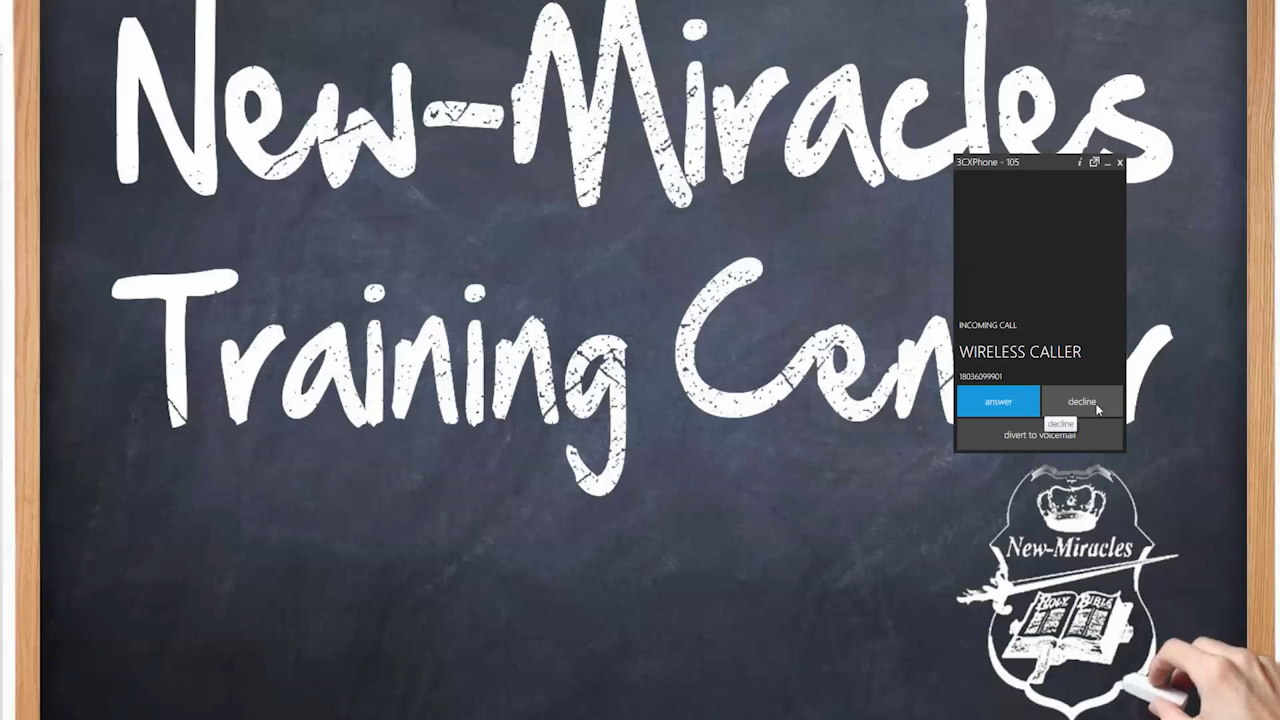 New-Miracles
Training Center
3CXPhone - 105
INCOMING CALL
WIRELESS CALLER
18036099901
answer
decline
decline
divert to voicemail
New-Miracles
HOLY BIBLE